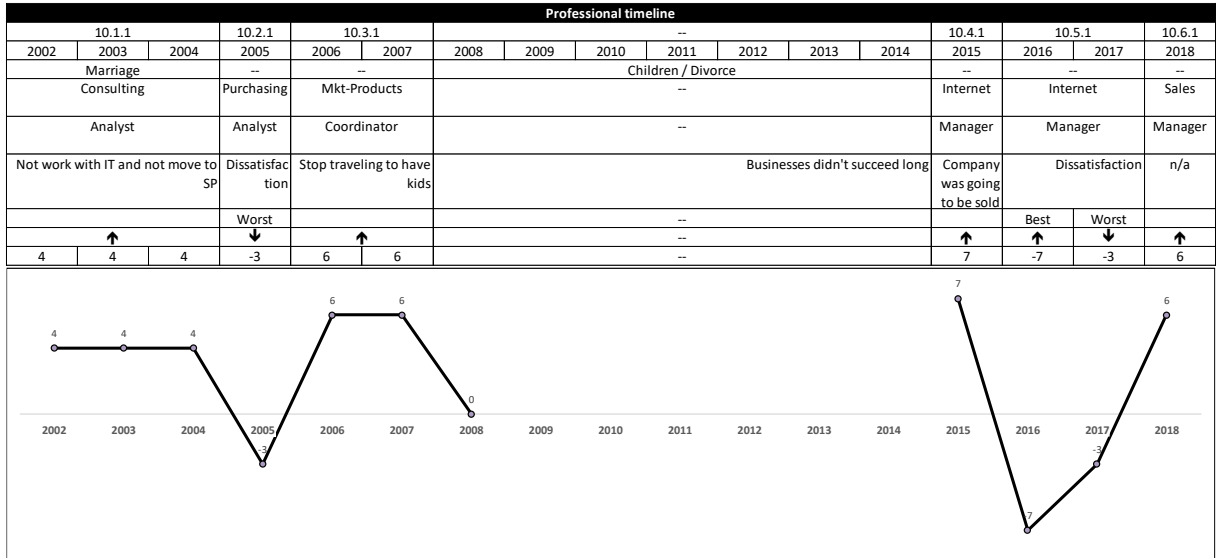 Professional timeline
10.1.1 10.2.1 10.3.1 -- 10.4.1 10.5.1 10.6.1
2002 2003 2004 2005 2006 2007 2008 2009 2010 2011 2012 2013 2014 2015 2016 2017 2018
Marriage -- -- Children / Divorce -- -- --
Consulting Purchasing Mkt-Products -- Internet Internet Sales
Analyst Analyst Coordinator -- Manager Manager Manager
Not work with IT and not move to Dissatisfac Stop traveling to have Businesses didn't succeed long Company Dissatisfaction n/a
SP tion kids was going
to be sold
Worst -- Best Worst
↑ ↓ ↑ -- ↑ ↑ ↓ ↑
4 4 4 -3 6 6 -- 7 -7 -3 6
7
6 6 6
4 4 4
0
2002 2003 2004 2005 2006 2007 2008 2009 2010 2011 2012 2013 2014 2015 2016 2017 2018
-3 -3
-7